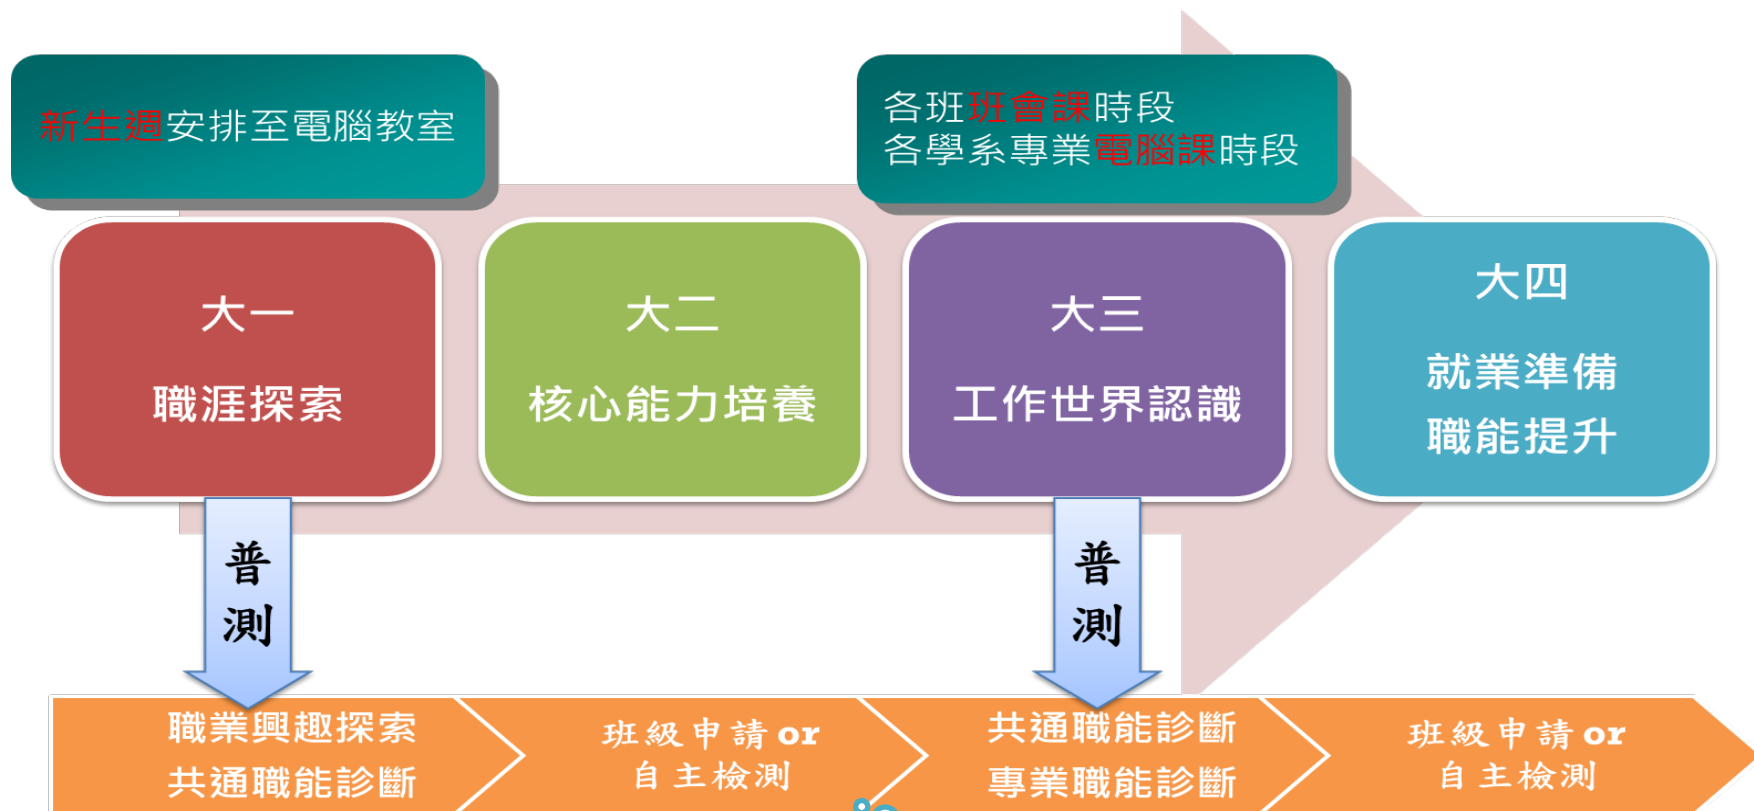 新生週安排至電腦教室
各班班會課時段
各學系專業電腦課時段
大一
職涯探索
大二
核心能力培養
大三
工作世界認識
大四
就業準備
職能提升
普
測
普
測
職業興趣探索
共通職能診斷
班級申請or
自主檢測
共通職能診斷
專業職能診斷
班級申請or
自主檢測